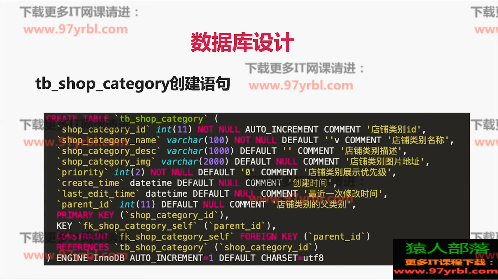 下载更多IT网课请进：
www.97yrbl.com
下载更多IT网课请进：
www.97yrbl.com
数据库设计
下载更多IT网课请进：
www.97yrbl.com
tb_shop_category创建语句
CREATE TABLE `tb_shop_category` (
`shop_category_id` int(11) NOT NULL AUTO_INCREMENT COMMENT '店铺类别id',
`shop_category_name` varchar(100) NOT NULL DEFAULT ''v COMMENT '店铺类别名称',
`shop_category_desc` varchar(1000) DEFAULT '' COMMENT '店铺类别描述',
`shop_category_img` varchar(2000) DEFAULT NULL COMMENT '店铺类别图片地址',
`priority` int(2) NOT NULL DEFAULT '0' COMMENT '店铺类别展示优先级',
`create_time` datetime DEFAULT NULL COMMENT '创建时间',
`last_edit_time` datetime DEFAULT NULL COMMENT '最近一次修改时间',
`parent_id` int(11) DEFAULT NULL COMMENT '店铺类别的父类别',
PRIMARY KEY (`shop_category_id`),
KEY `fk_shop_category_self` (`parent_id`),
CONSTRAINT `fk_shop_category_self` FOREIGN KEY (`parent_id`)
REFERENCES `tb_shop_category` (`shop_category_id`)
) ENGINE=InnoDB AUTO_INCREMENT=1 DEFAULT CHARSET=utf8
猿人部落
更多IT课程下载：